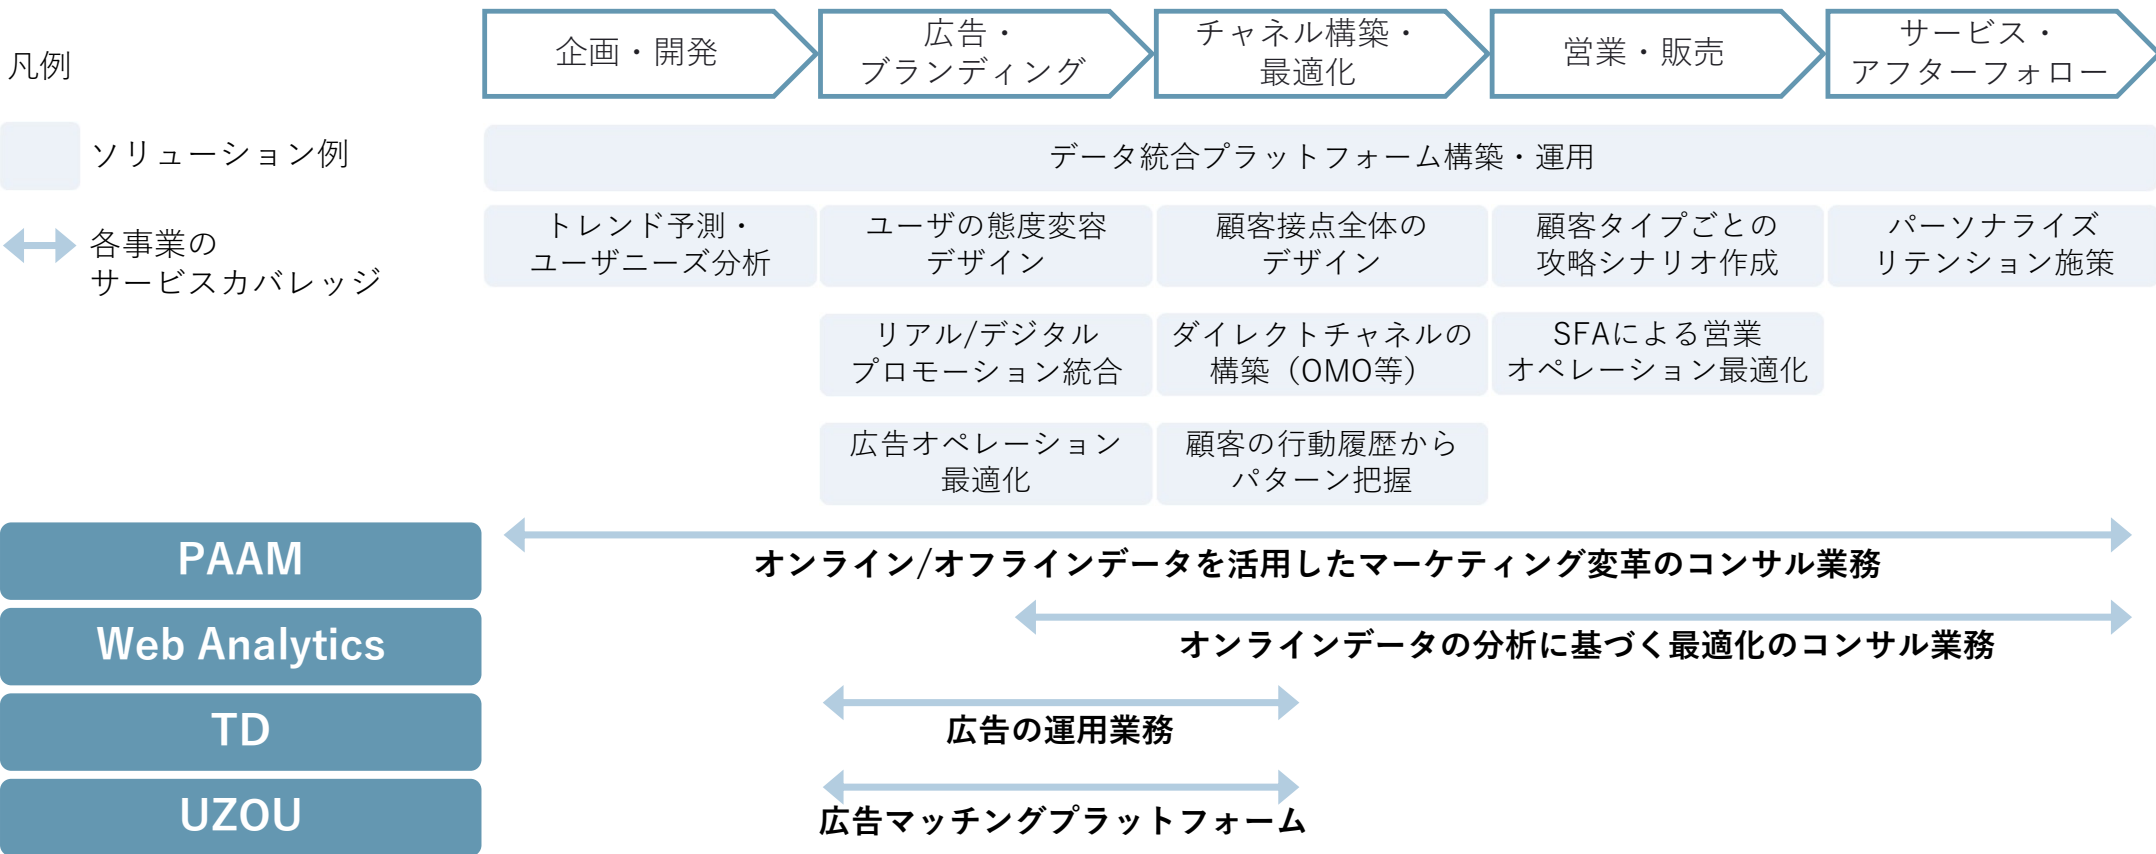 凡例
企画・開発
広告・
ブランディング
チャネル構築・
最適化
営業・販売
サービス・
アフターフォロー
ソリューション例
データ統合プラットフォーム構築・運用
各事業の
サービスカバレッジ
トレンド予測・
ユーザニーズ分析
ユーザの態度変容
デザイン
顧客接点全体の
デザイン
顧客タイプごとの
攻略シナリオ作成
パーソナライズ
リテンション施策
リアル/デジタル
プロモーション統合
ダイレクトチャネルの
構築（OMO等）
SFAによる営業
オペレーション最適化
広告オペレーション
最適化
顧客の行動履歴から
パターン把握
PAAM
オンライン/オフラインデータを活用したマーケティング変革のコンサル業務
Web Analytics
オンラインデータの分析に基づく最適化のコンサル業務
TD
広告の運用業務
UZOU
広告マッチングプラットフォーム